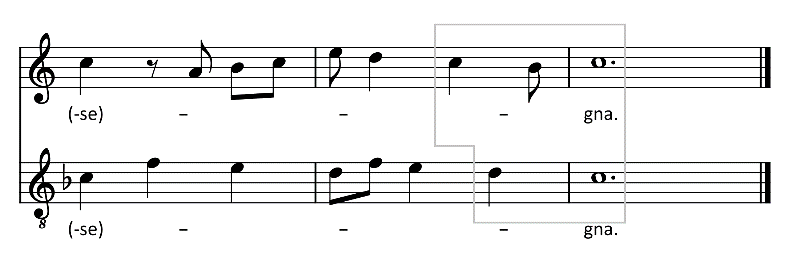 (-se) – – – gna.
(-se) – – – gna.